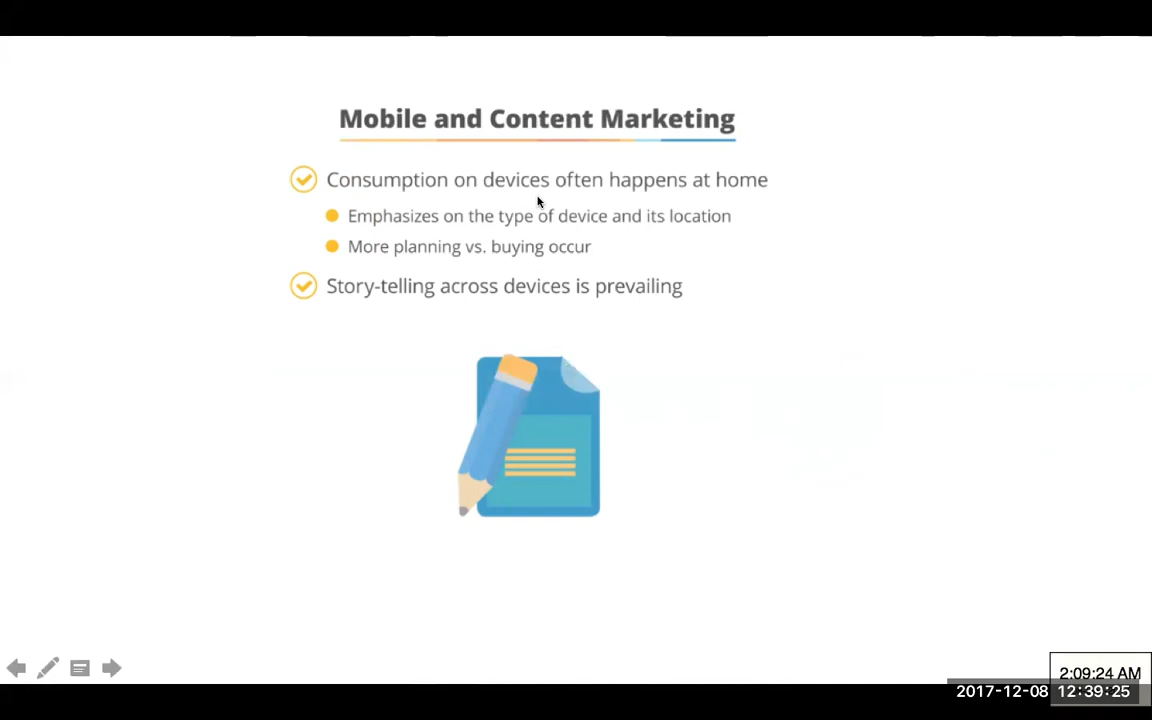 Mobile and Content Marketing
Consumption on devices often happens at home
Emphasizes on the type of device and its location
More planning vs. buying occur
Story-telling across devices is prevailing
2:09:24 AM
2017-12-08 12:39:25